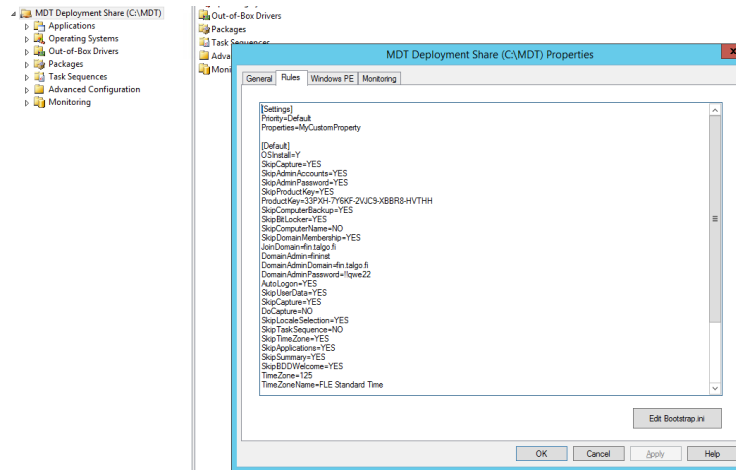 MDT Deployment Share (C:\MDT)
Applications
Operating Systems
Out-of-Box Drivers
Packages
Task Sequences
Advanced Configuration
Monitoring
Out-of-Box Drivers
Packages
Task Sequences
Adva
Moni
MDT Deployment Share (C:\MDT) Properties
x
General Rules Windows PE Monitoring
[Settings]
Priority=Default
Properties=MyCustomProperty
[Default]
OSInstall=Y
SkipCapture=YES
SkipAdminAccounts=YES
SkipAdminPassword=YES
SkipProductKey=YES
ProductKey=33PXH-7Y6KF-2VJC9-XBBR8-HVTHH
SkipComputerBackup=YES
SkipBitLocker=YES
SkipComputerName=NO
SkipDomainMembership=YES
JoinDomain=fin.talgo.fi
DomainAdmin=fininst
DomainAdminDomain=fin.talgo.fi
DomainAdminPassword=!!qwe22
AutoLogon=YES
SkipUserData=YES
SkipCapture=YES
DoCapture=NO
SkipLocaleSelection=YES
SkipTaskSequence=NO
SkipTimeZone=YES
SkipApplications=YES
SkipSummary=YES
SkipBDDWelcome=YES
TimeZone=125
TimeZoneName=FLE Standard Time
Edit Bootstrap.ini
OK Cancel Apply Help